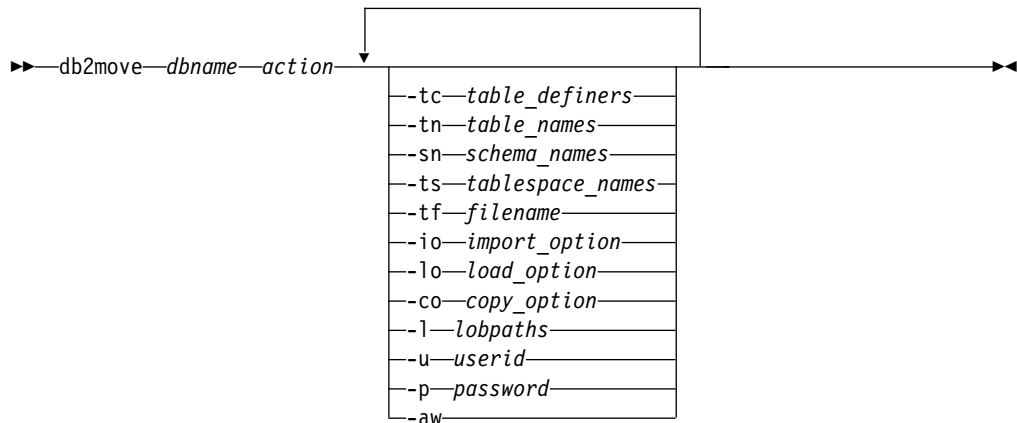 db2move dbname action
-tc table_definers
-tn table_names
-sn schema_names
-ts tablespace_names
-tf filename
-io import_option
-lo load_option
-co copy_option
-l lobpaths
-u userid
-p password
-aw